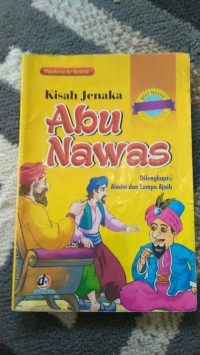 Kisah Jenaka
Abu
Nawas
Dilengkapi:
Aladin dan Lampu Ajaib